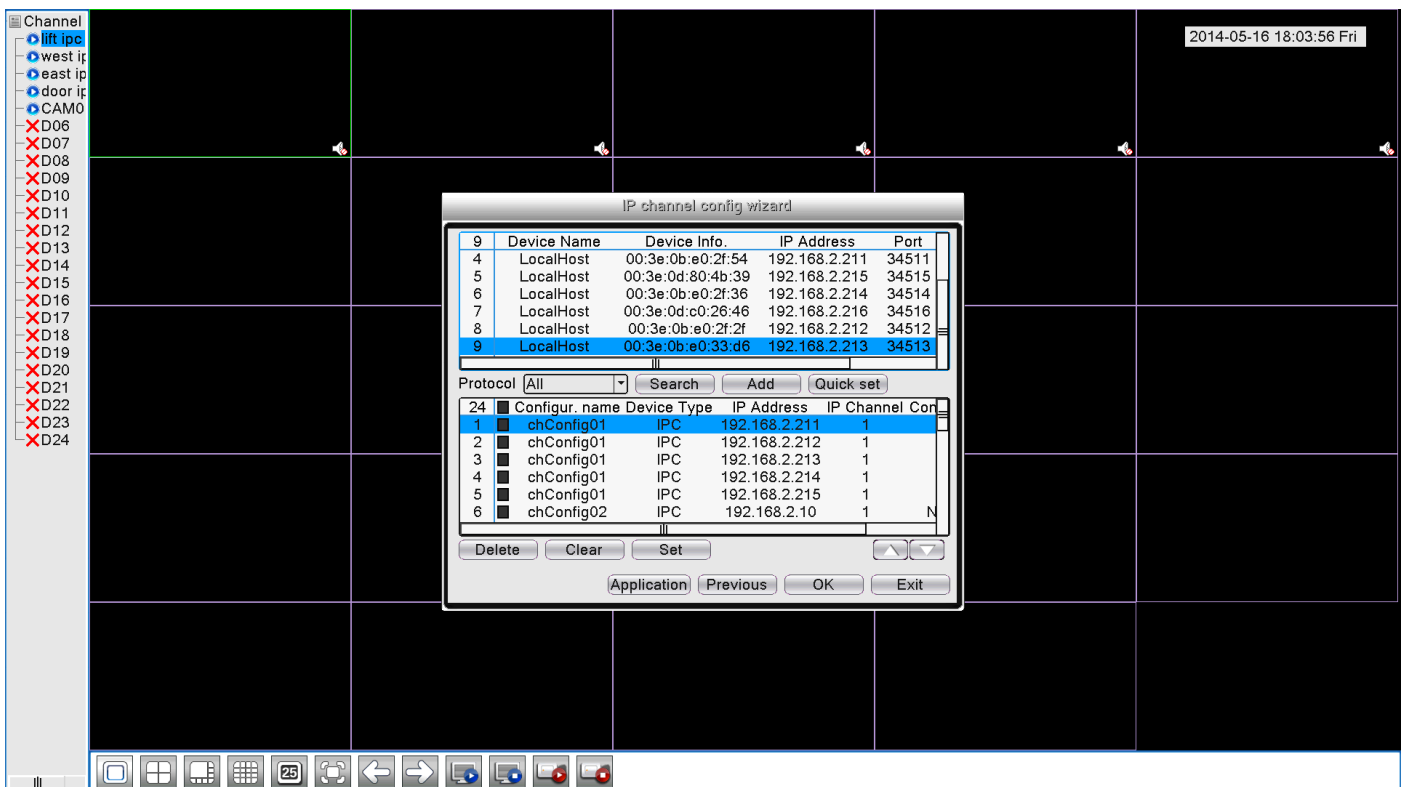 Channel
lift ipc
west ip
east ip
door ip
CAM0
D06
D07
D08
D09
D10
D11
D12
D13
D14
D15
D16
D17
D18
D19
D20
D21
D22
D23
D24
2014-05-16 18:03:56 Fri
IP channel config wizard
9 Device Name Device Info. IP Address Port
4 LocalHost 00:3e:0b:e0:2f:54 192.168.2.211 34511
5 LocalHost 00:3e:0d:80:4b:39 192.168.2.215 34515
6 LocalHost 00:3e:0b:e0:2f:36 192.168.2.214 34514
7 LocalHost 00:3e:0d:c0:26:46 192.168.2.216 34516
8 LocalHost 00:3e:0b:e0:2f:2f 192.168.2.212 34512
9 LocalHost 00:3e:0b:e0:33:d6 192.168.2.213 34513
Protocol All Search Add Quick set
24 Configur. name Device Type IP Address IP Channel Con
1 chConfig01 IPC 192.168.2.211 1
2 chConfig01 IPC 192.168.2.212 1
3 chConfig01 IPC 192.168.2.213 1
4 chConfig01 IPC 192.168.2.214 1
5 chConfig01 IPC 192.168.2.215 1
6 chConfig02 IPC 192.168.2.10 1 N
Delete Clear Set
Application Previous OK Exit
25